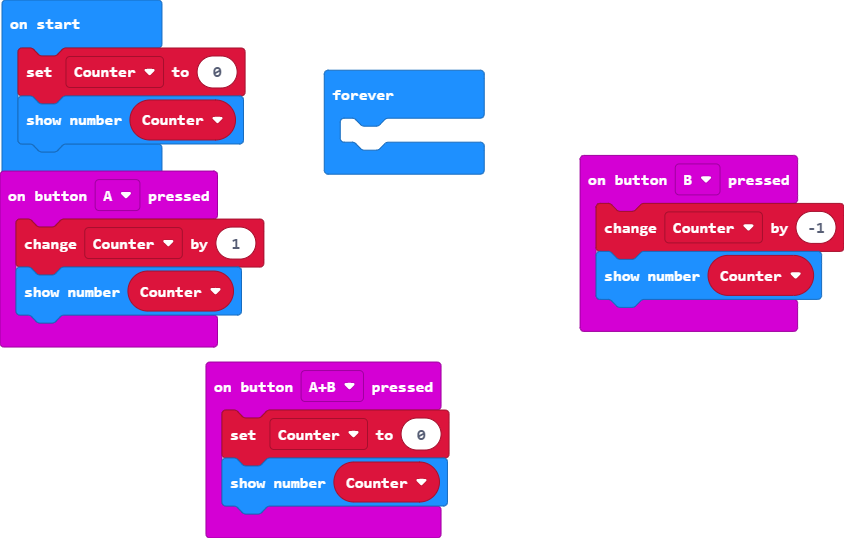 on start
set Counter to 0
show number Counter
forever
on button A pressed
change Counter by 1
show number Counter
on button B pressed
change Counter by -1
show number Counter
on button A+B pressed
set Counter to 0
show number Counter